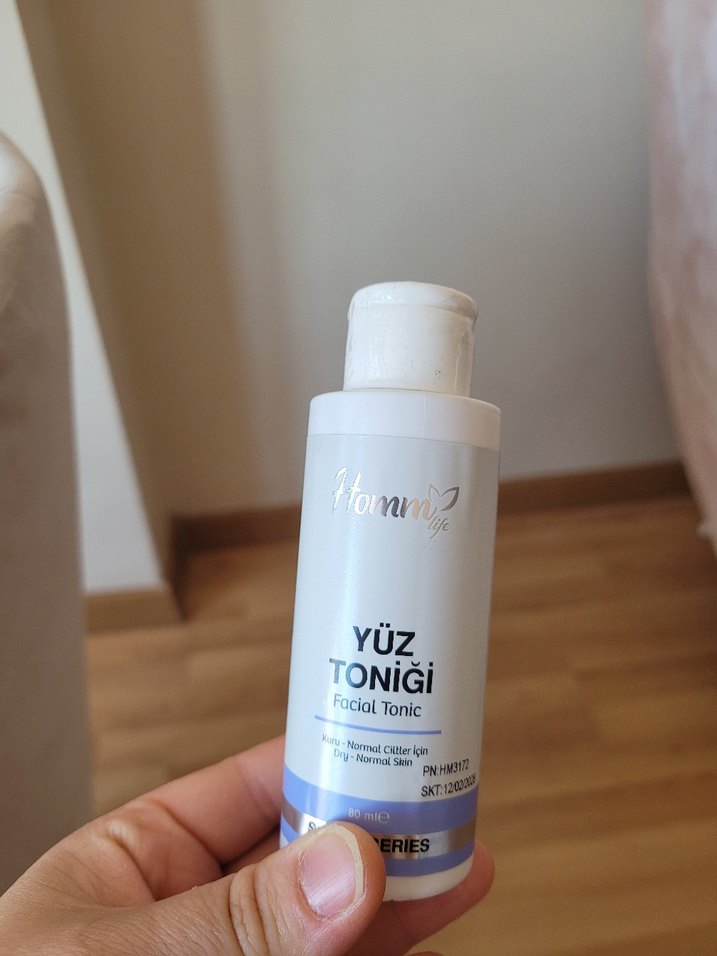 Homm
life
YÜZ
TONİĞİ
Facial Tonic
Kuru - Normal Ciltler İçin
Dry - Normal Skin
PN:HM3172
SKT:12/02/2028
80 ml℮
SERIES